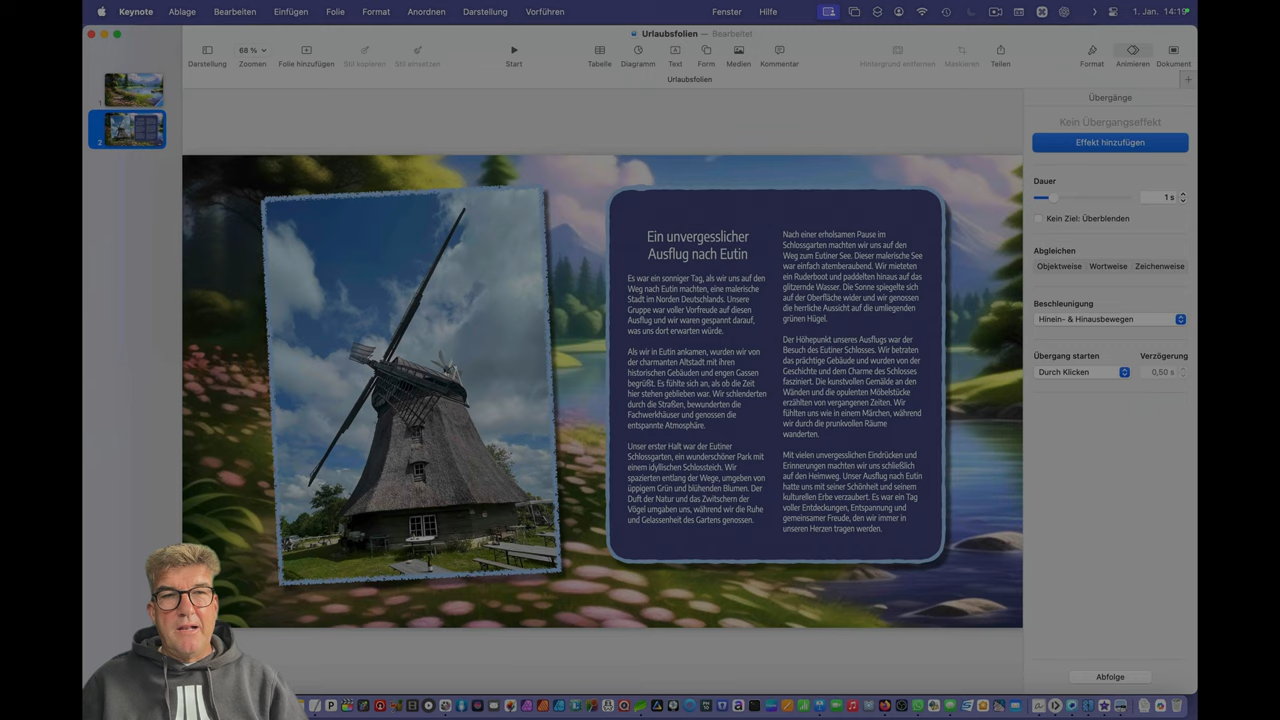 Keynote Ablage Bearbeiten Einfügen Folie Format Anordnen Darstellung Vorführen Fenster Hilfe 1. Jan. 14:19
Urlaubsfolien — Bearbeitet
68 %
Darstellung Zoomen Folie hinzufügen Stil kopieren Stil einsetzen Start Tabelle Diagramm Text Form Medien Kommentar Hintergrund entfernen Maskieren Teilen Format Animieren Dokument
Urlaubsfolien
1
2
Ein unvergesslicher
Ausflug nach Eutin
Es war ein sonniger Tag, als wir uns auf den
Weg nach Eutin machten, eine malerische
Stadt im Norden Deutschlands. Unsere
Gruppe war voller Vorfreude auf diesen
Ausflug und wir waren gespannt darauf,
was uns dort erwarten würde.
Als wir in Eutin ankamen, wurden wir von
der charmanten Altstadt mit ihren
historischen Gebäuden und engen Gassen
begrüßt. Es fühlte sich an, als ob die Zeit
hier stehen geblieben war. Wir schlenderten
durch die Straßen, bewunderten die
Fachwerkhäuser und genossen die
entspannte Atmosphäre.
Unser erster Halt war der Eutiner
Schlossgarten, ein wunderschöner Park mit
einem idyllischen Schlossteich. Wir
spazierten entlang der Wege, umgeben von
üppigem Grün und blühenden Blumen. Der
Duft der Natur und das Zwitschern der
Vögel umgaben uns, während wir die Ruhe
und Gelassenheit des Gartens genossen.
Nach einer erholsamen Pause im
Schlossgarten machten wir uns auf den
Weg zum Eutiner See. Dieser malerische See
war einfach atemberaubend. Wir mieteten
ein Ruderboot und paddelten hinaus auf das
glitzernde Wasser. Die Sonne spiegelte sich
auf der Oberfläche wider und wir genossen
die herrliche Aussicht auf die umliegenden
grünen Hügel.
Der Höhepunkt unseres Ausflugs war der
Besuch des Eutiner Schlosses. Wir betraten
das prächtige Gebäude und wurden von der
Geschichte und dem Charme des Schlosses
fasziniert. Die kunstvollen Gemälde an den
Wänden und die opulenten Möbelstücke
erzählten von vergangenen Zeiten. Wir
fühlten uns wie in einem Märchen, während
wir durch die prunkvollen Räume
wanderten.
Mit vielen unvergesslichen Eindrücken und
Erinnerungen machten wir uns schließlich
auf den Heimweg. Unser Ausflug nach Eutin
hatte uns mit seiner Schönheit und seinem
kulturellen Erbe verzaubert. Es war ein Tag
voller Entdeckungen, Entspannung und
gemeinsamer Freude, den wir immer in
unseren Herzen tragen werden.
Übergänge
Kein Übergangseffekt
Effekt hinzufügen
Dauer
1 s
Kein Ziel: Überblenden
Abgleichen
Objektweise Wortweise Zeichenweise
Beschleunigung
Hinein- & Hinausbewegen
Übergang starten Verzögerung
Durch Klicken 0,50 s
Abfolge